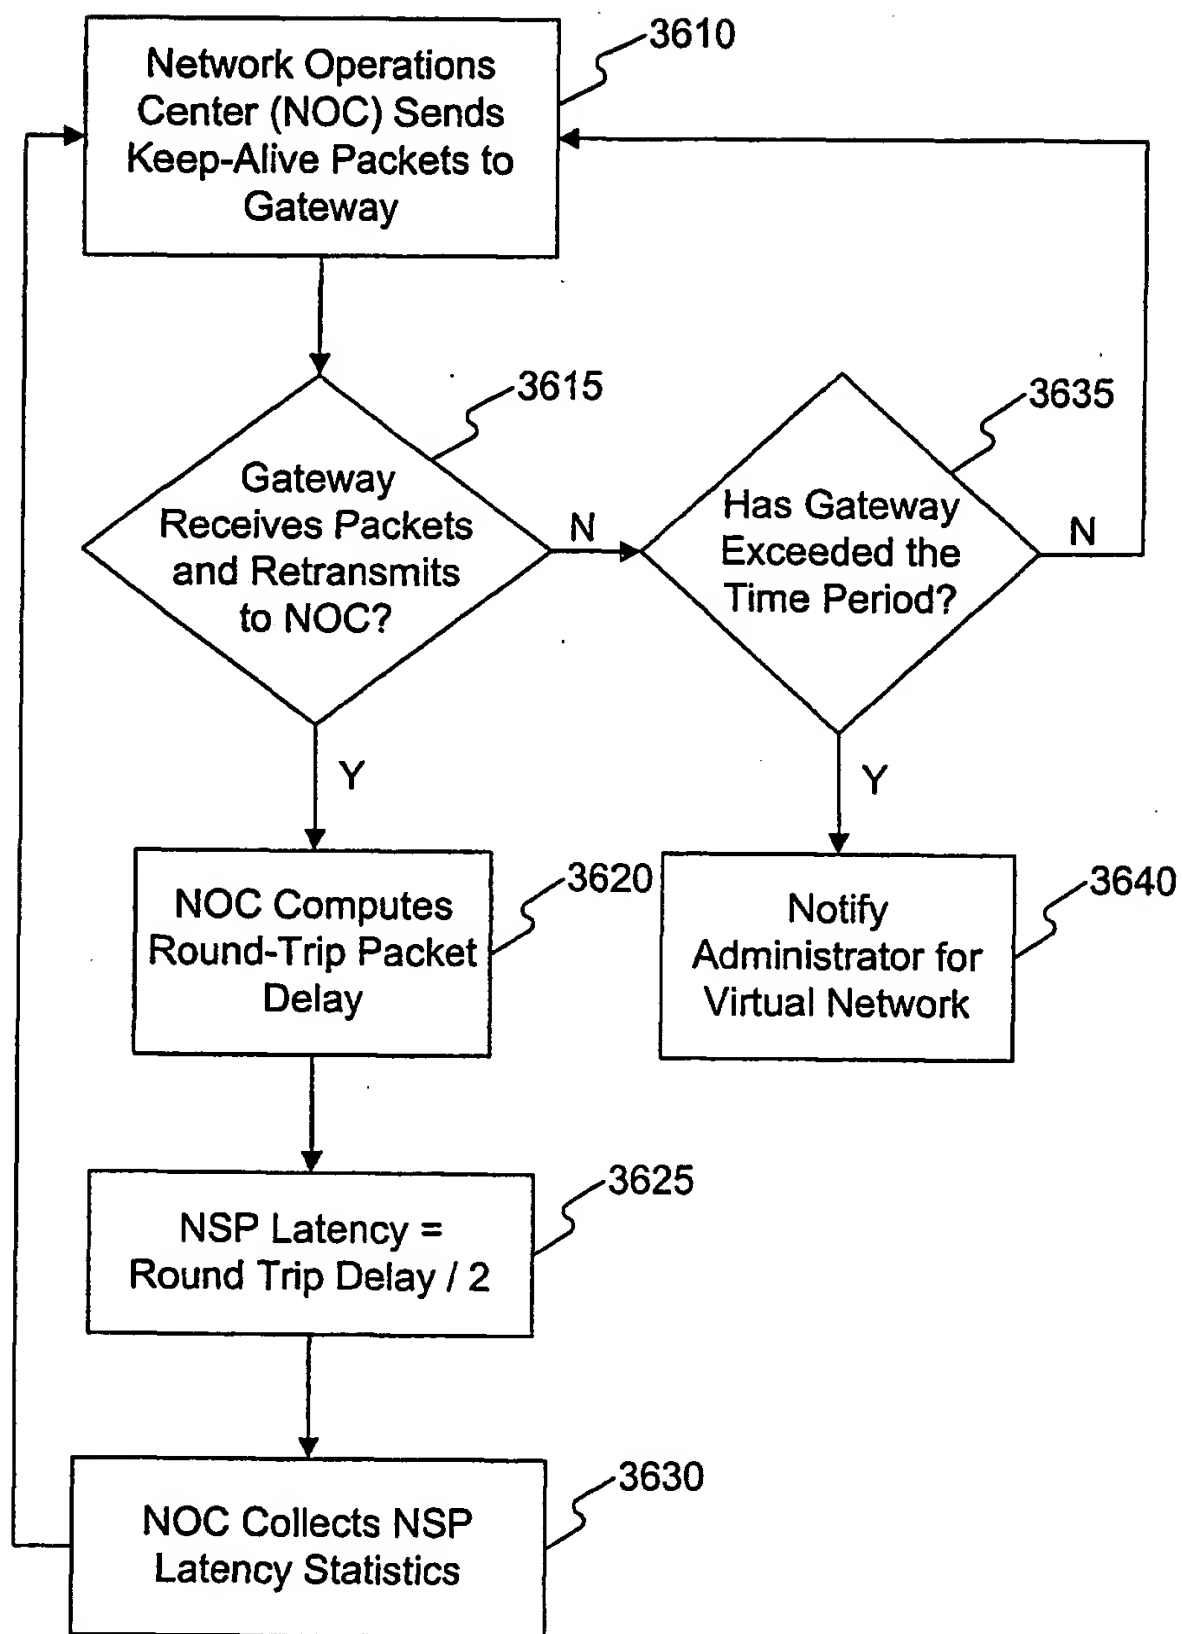 3610
Network Operations
Center (NOC) Sends
Keep-Alive Packets to
Gateway
3615
Gateway
Receives Packets
and Retransmits
to NOC?
N
Y
3635
Has Gateway
Exceeded the
Time Period?
N
Y
3620
NOC Computes
Round-Trip Packet
Delay
3640
Notify
Administrator for
Virtual Network
3625
NSP Latency =
Round Trip Delay / 2
3630
NOC Collects NSP
Latency Statistics